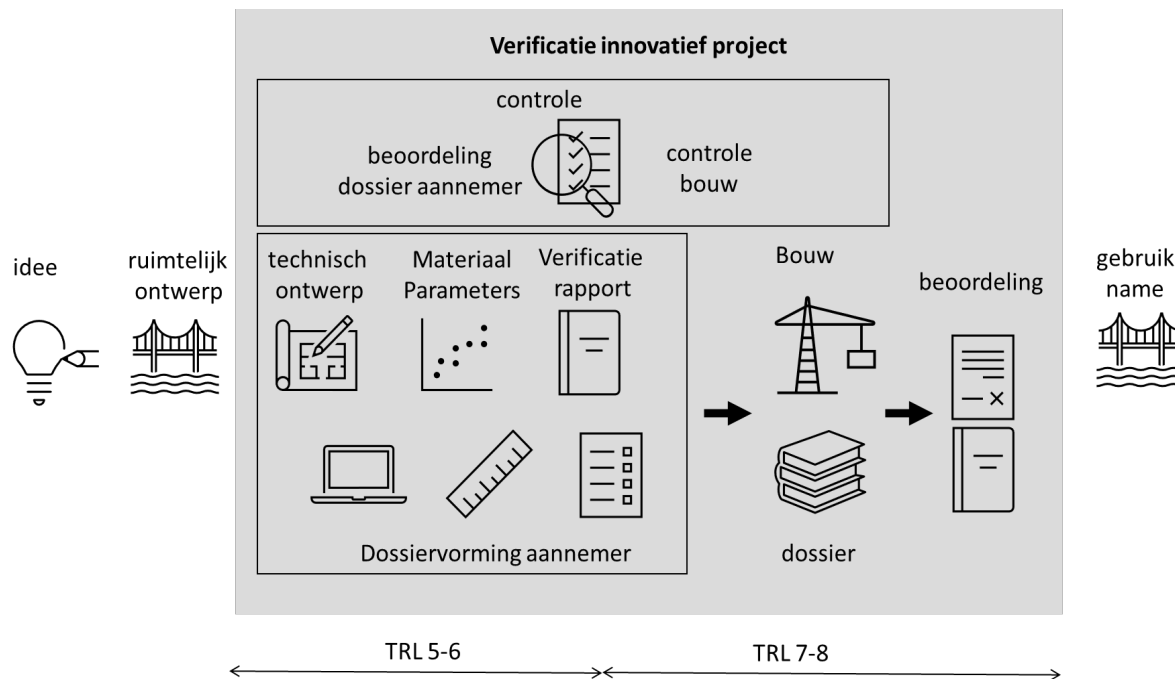 Verificatie innovatief project
controle
beoordeling
dossier aannemer
controle
bouw
idee
ruimtelijk
ontwerp
technisch
ontwerp
Materiaal
Parameters
Verificatie
rapport
Bouw
beoordeling
gebruik
name
Dossiervorming aannemer
dossier
TRL 5-6
TRL 7-8